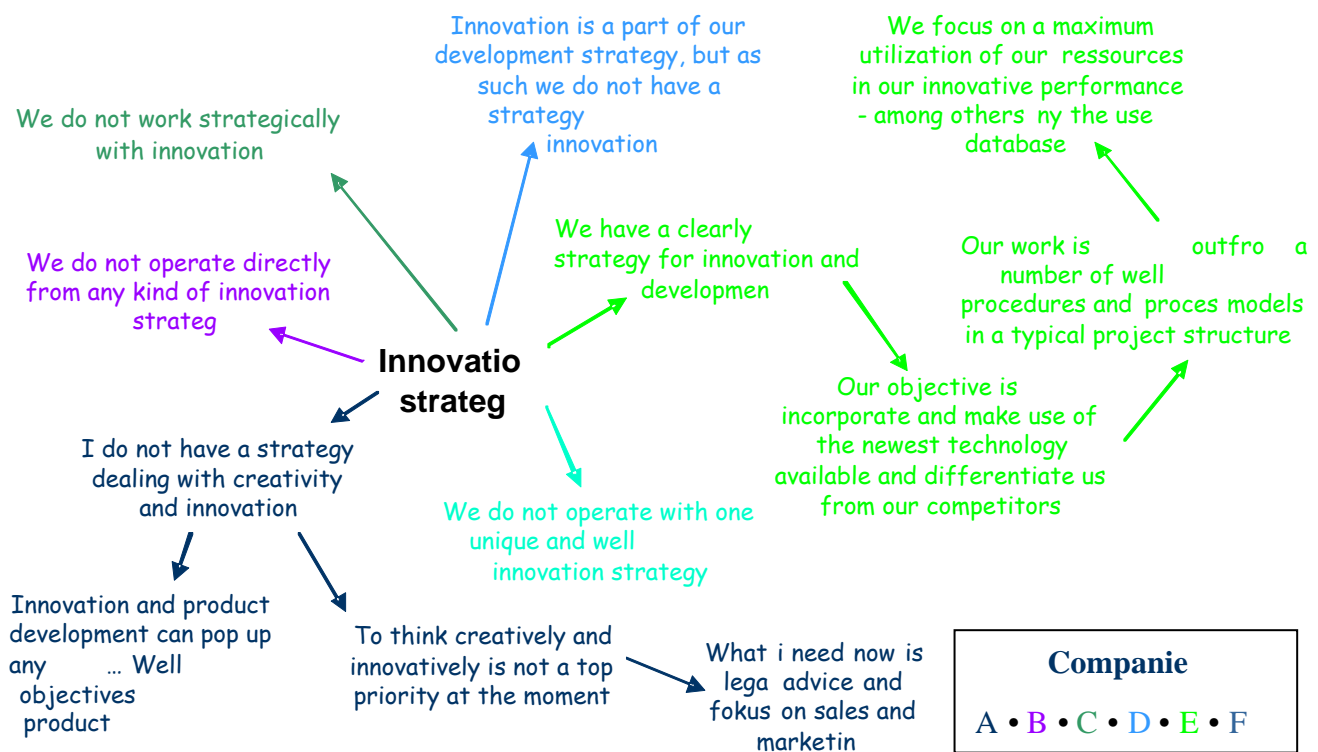 Innovation is a part of our
development strategy, but as
such we do not have a
strategy
innovation
We focus on a maximum
utilization of our ressources
in our innovative performance
- among others ny the use
database
We do not work strategically
with innovation
We have a clearly
strategy for innovation and
developmen
Our work is outfro a
number of well
procedures and proces models
in a typical project structure
We do not operate directly
from any kind of innovation
strateg
Innovatio
strateg
Our objective is
incorporate and make use of
the newest technology
available and differentiate us
from our competitors
I do not have a strategy
dealing with creativity
and innovation
We do not operate with one
unique and well
innovation strategy
Innovation and product
development can pop up
any ... Well
objectives
product
To think creatively and
innovatively is not a top
priority at the moment
What i need now is
lega advice and
fokus on sales and
marketin
Companie
A • B • C • D • E • F